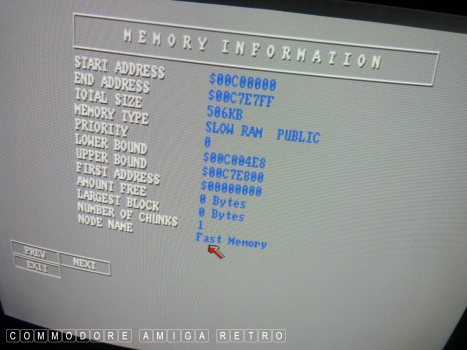 MEMORY INFORMATION
START ADDRESS $00C00000
END ADDRESS $00C7E7FF
TOTAL SIZE 506KB
MEMORY TYPE SLOW RAM PUBLIC
PRIORITY 0
LOWER BOUND $00C004E8
UPPER BOUND $00C7E800
FIRST ADDRESS $00000000
AMOUNT FREE 0 Bytes
LARGEST BLOCK 0 Bytes
NUMBER OF CHUNKS 1
NODE NAME Fast Memory
PREV NEXT
EXIT
COMMODORE AMIGA RETRO